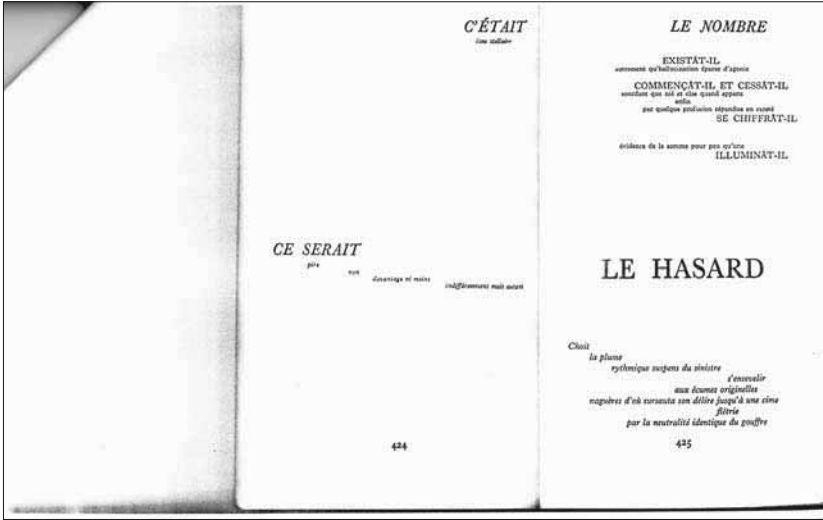 C'ÉTAIT
issu stellaire
CE SERAIT
pire
non
davantage ni moins
indifféremment mais autant
424
LE NOMBRE
EXISTÂT-IL
autrement qu'hallucination éparse d'agonie
COMMENÇÂT-IL ET CESSÂT-IL
sourdant que nié et clos quand apparu
enfin
par quelque profusion répandue en rareté
SE CHIFFRÂT-IL
évidence de la somme pour peu qu'une
ILLUMINÂT-IL
LE HASARD
Choit
la plume
rythmique suspens du sinistre
s'ensevelir
aux écumes originelles
naguères d'où sursauta son délire jusqu'à une cime
flétrie
par la neutralité identique du gouffre
425